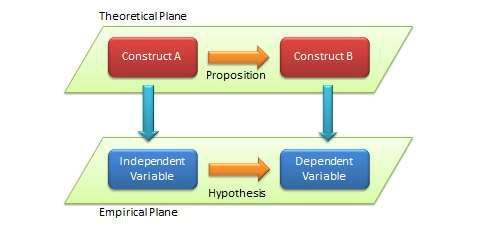 Theoretical Plane
Construct A
Construct B
Proposition
Independent
Variable
Dependent
Variable
Hypothesis
Empirical Plane